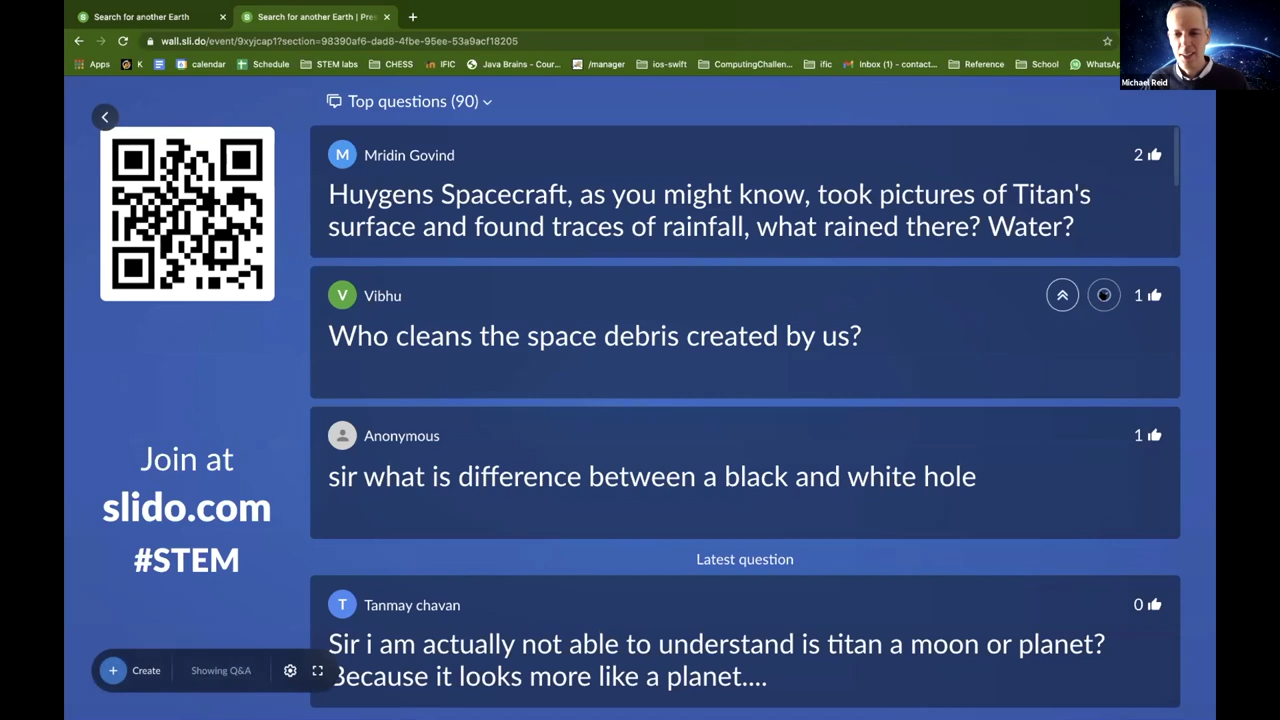 Search for another Earth
Search for another Earth | Pres
wall.sli.do/event/9xyjcap1?section=98390af6-dad8-4fbe-95ee-53a9acf18205
Apps K calendar Schedule STEM labs CHESS IFIC Java Brains - Cour... /manager ios-swift ComputingChallen... ific Inbox (1) - contact... Reference School WhatsAp
Michael Reid
Top questions (90)
M Mridin Govind 2
Huygens Spacecraft, as you might know, took pictures of Titan's
surface and found traces of rainfall, what rained there? Water?
V Vibhu 1
Who cleans the space debris created by us?
Anonymous 1
sir what is difference between a black and white hole
Join at
slido.com
#STEM
Latest question
T Tanmay chavan 0
Sir i am actually not able to understand is titan a moon or planet?
Because it looks more like a planet....
+ Create Showing Q&A